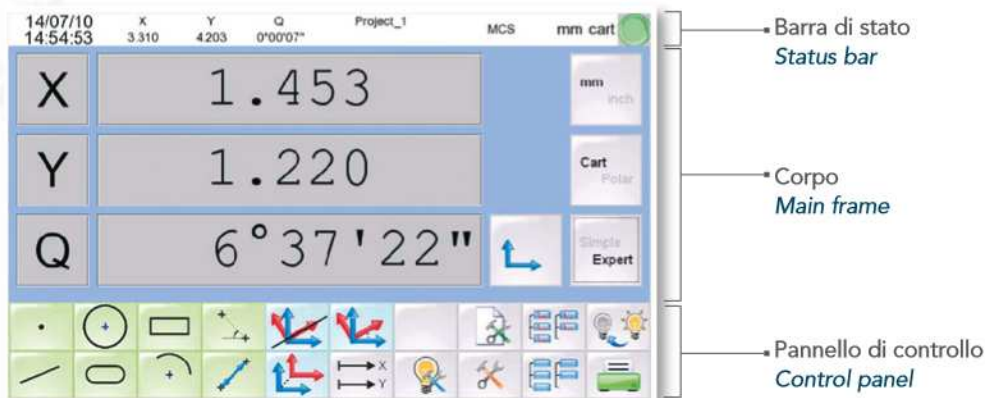 14/07/10 X Y Q Project_1 MCS mm cart
14:54:53 3.310 4.203 0°00'07"
X 1.453 mm
inch
Y 1.220 Cart
Polar
Q 6°37'22" Simple
Expert
X
Y
Barra di stato
Status bar
Corpo
Main frame
Pannello di controllo
Control panel